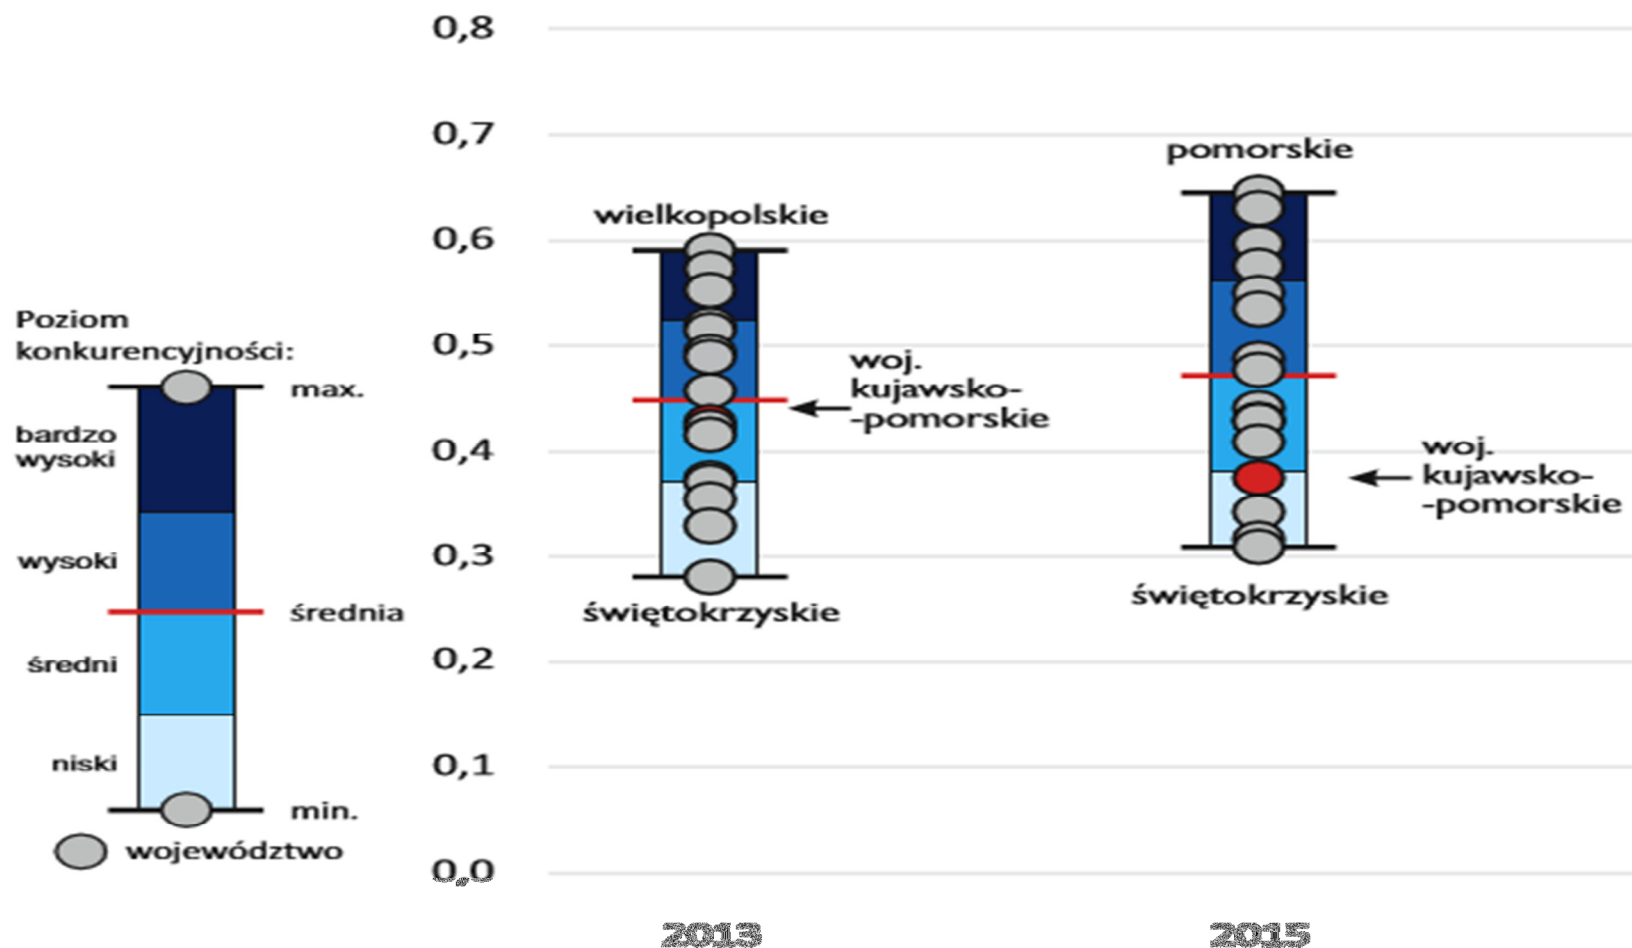 0,8
0,7
0,6
0,5
0,4
0,3
0,2
0,1
0,0
Poziom
konkurencyjności:
max.
bardzo
wysoki
wysoki
średnia
średni
niski
min.
województwo
wielkopolskie
woj.
kujawsko-
-pomorskie
świętokrzyskie
2013
pomorskie
woj.
kujawsko-
-pomorskie
świętokrzyskie
2015